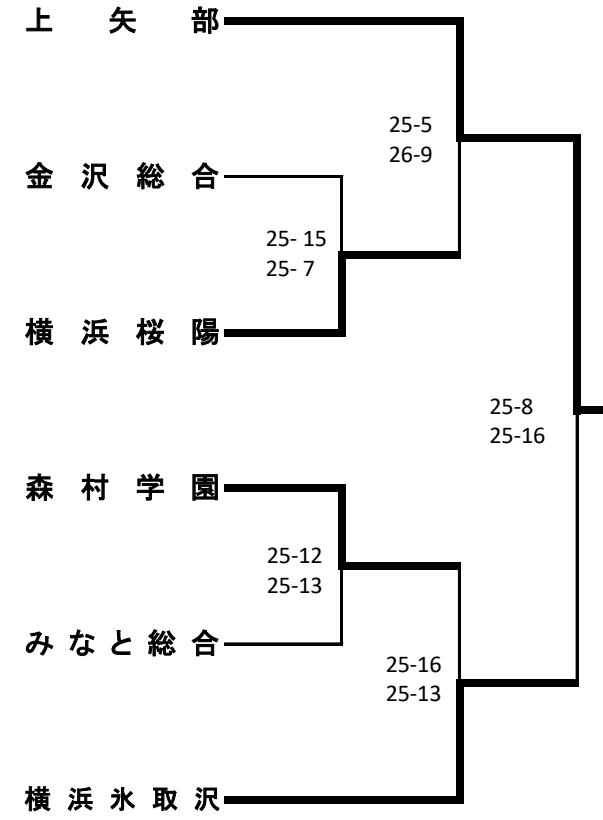 上矢部
25-5
26-9
金沢総合
25- 15
25- 7
横浜桜陽
25-8
25-16
森村学園
25-12
25-13
みなと総合
25-16
25-13
横浜氷取沢